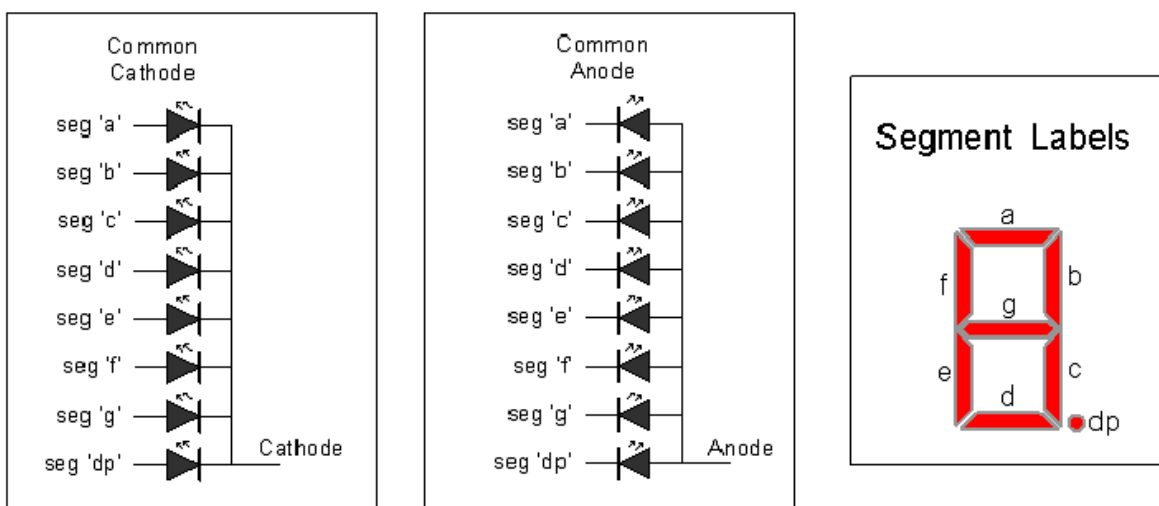 Common
Cathode
seg 'a'
seg 'b'
seg 'c'
seg 'd'
seg 'e'
seg 'f'
seg 'g'
seg 'dp'
Cathode
Common
Anode
seg 'a'
seg 'b'
seg 'c'
seg 'd'
seg 'e'
seg 'f'
seg 'g'
seg 'dp'
Anode
Segment Labels
a
f
b
g
e
c
d
dp